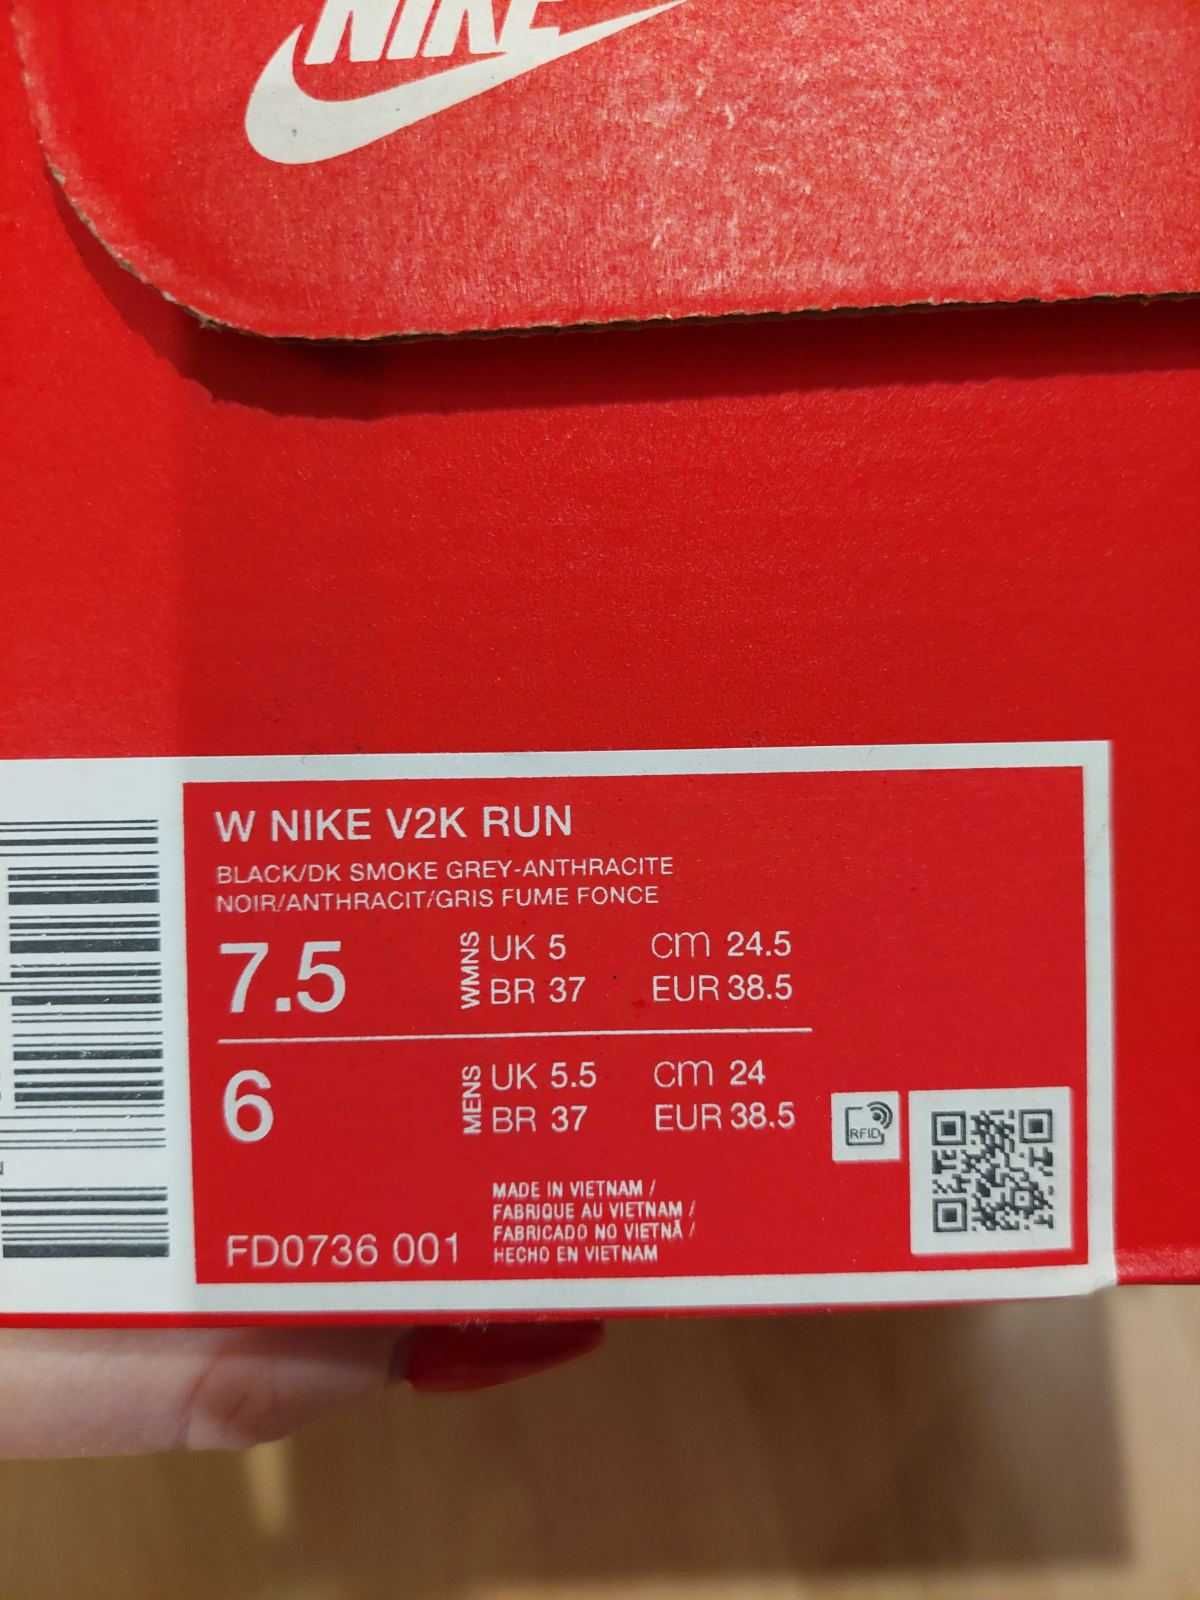 NIKE
W NIKE V2K RUN
BLACK/DK SMOKE GREY-ANTHRACITE
NOIR/ANTHRACIT/GRIS FUME FONCE
7.5 WMNS UK 5 cm 24.5
BR 37 EUR 38.5
6 MENS UK 5.5 cm 24
BR 37 EUR 38.5
RFID
MADE IN VIETNAM /
FABRIQUE AU VIETNAM /
FABRICADO NO VIETNÃ /
HECHO EN VIETNAM
FD0736 001